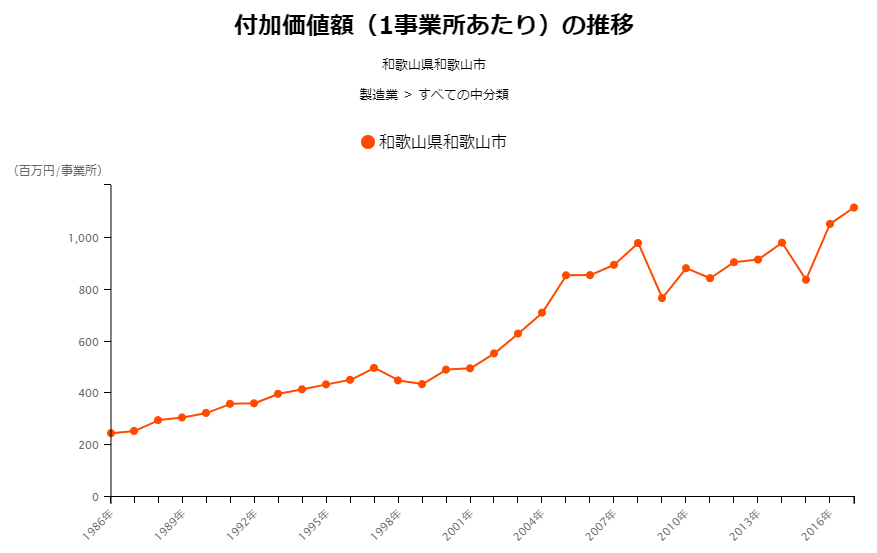 付加価値額（1事業所あたり）の推移
和歌山県和歌山市
製造業 ＞ すべての中分類
和歌山県和歌山市
（百万円/事業所）
1,000
800
600
400
200
0
1986年
1989年
1992年
1995年
1998年
2001年
2004年
2007年
2010年
2013年
2016年